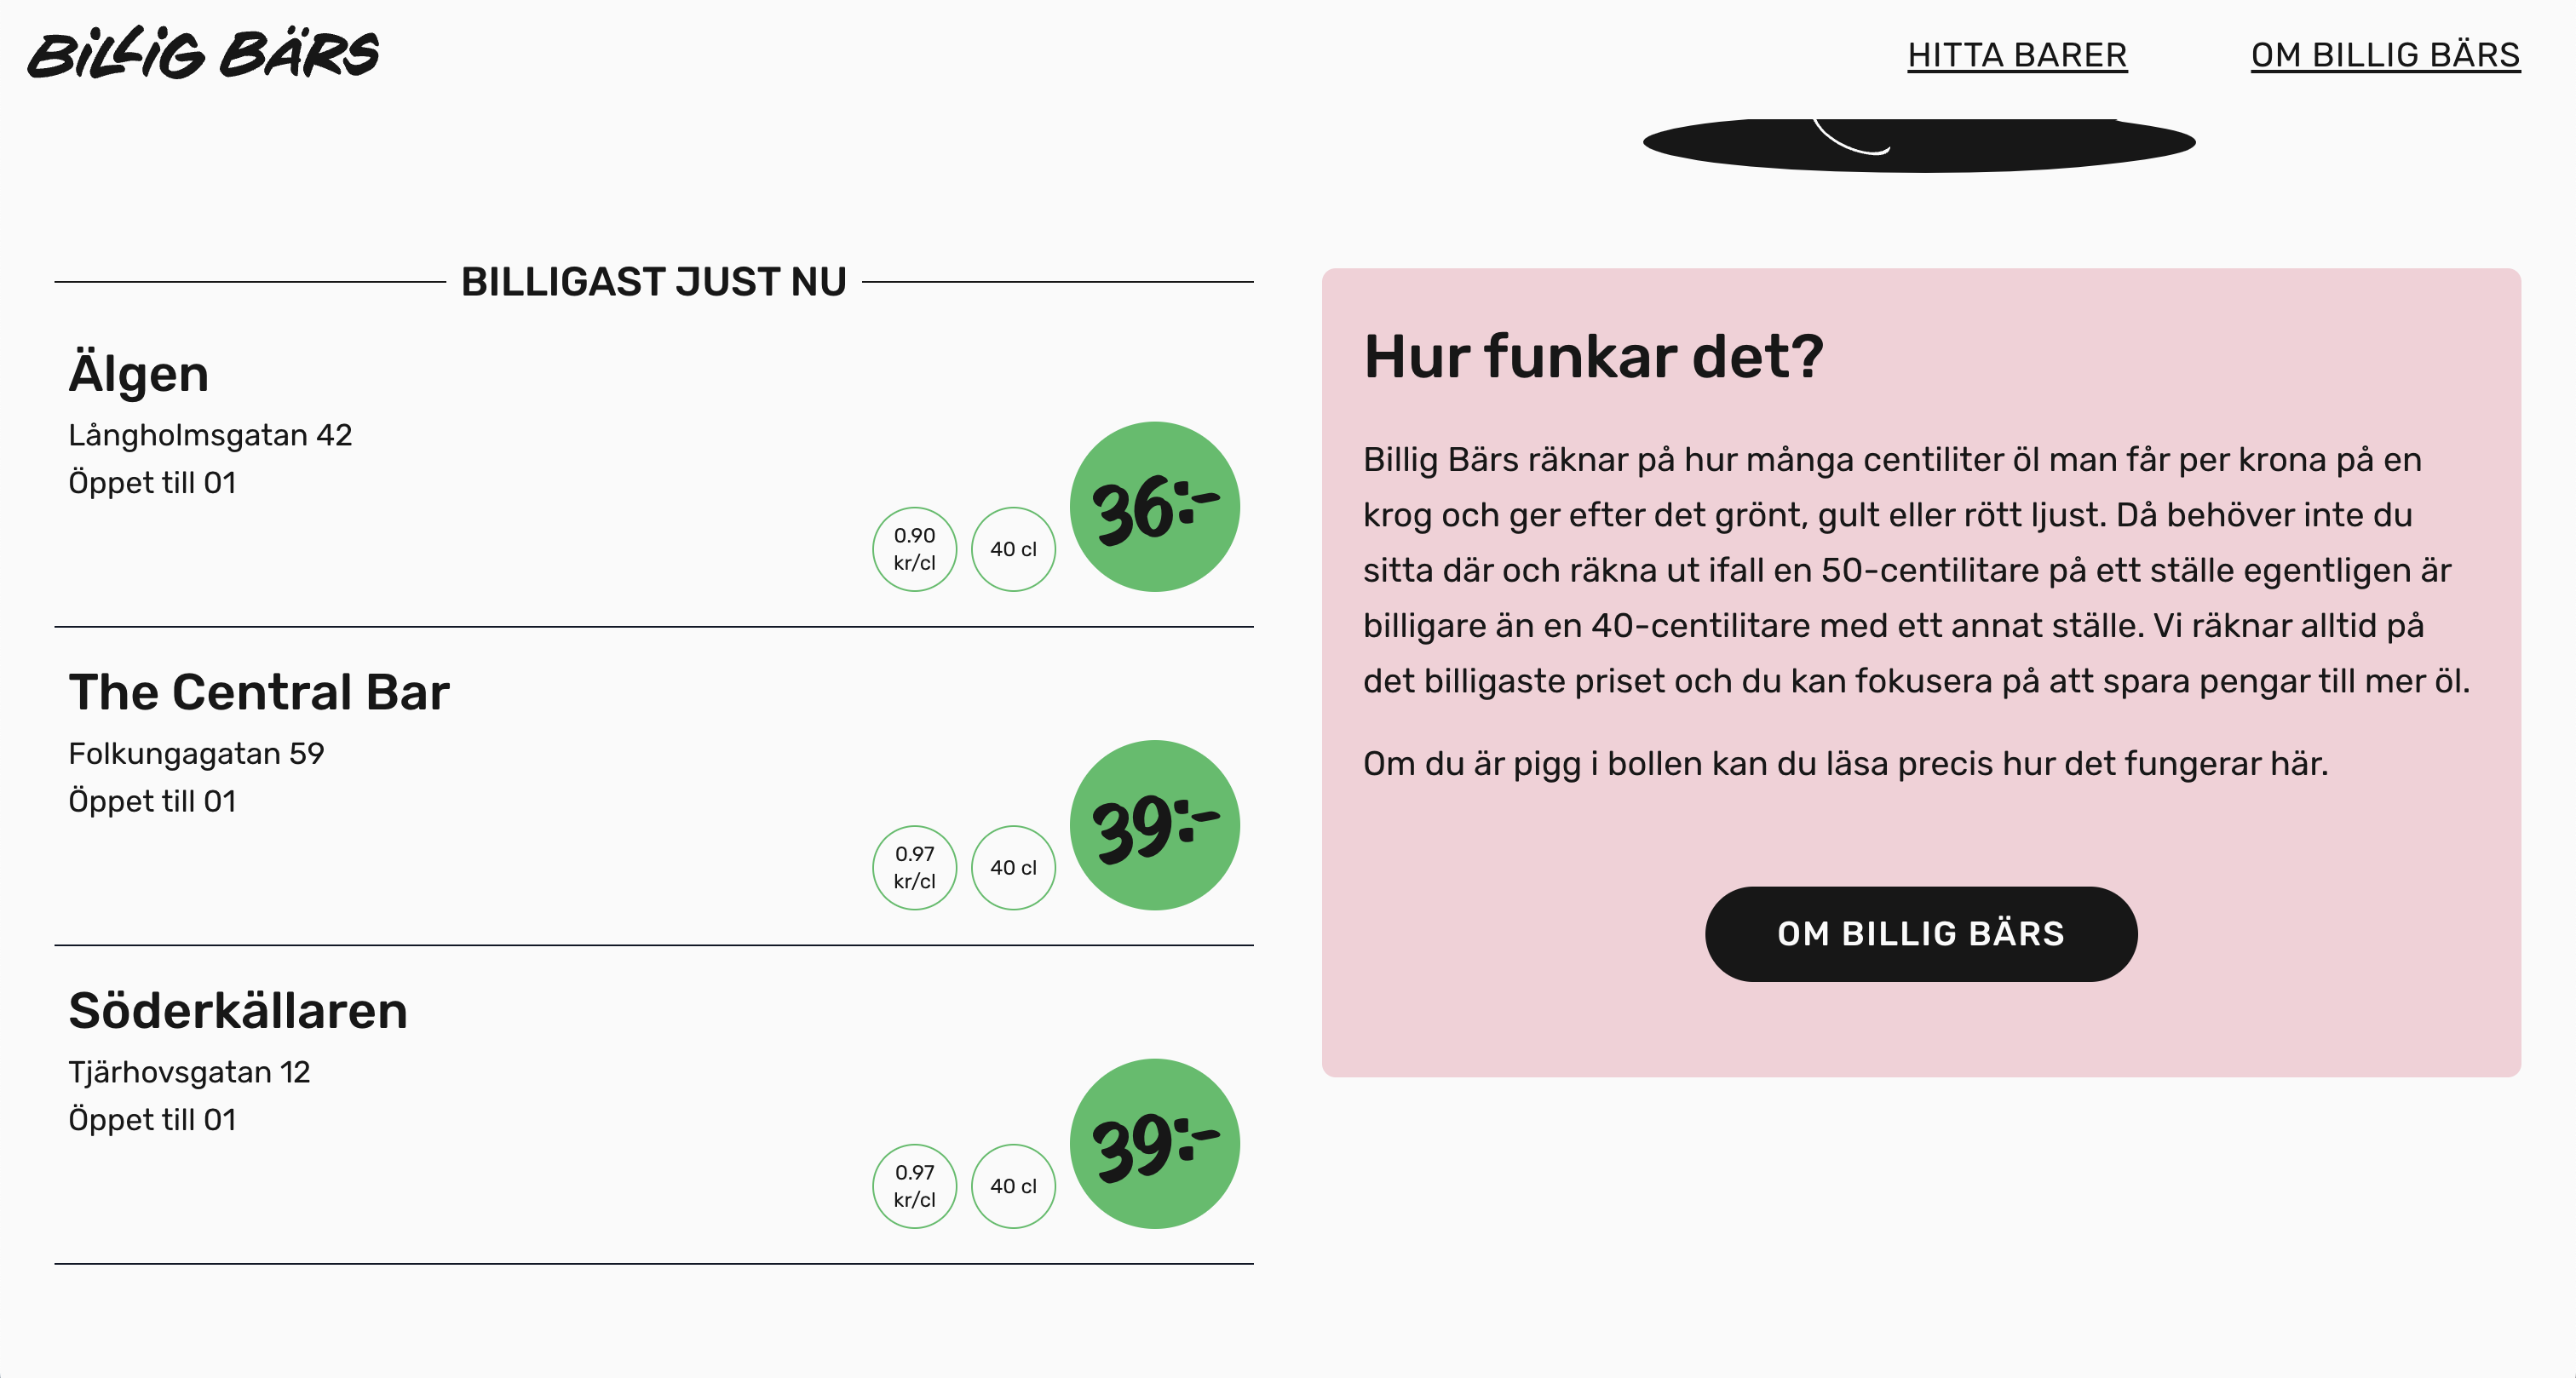 BILLIG BÄRS
HITTA BARER
OM BILLIG BÄRS
BILLIGAST JUST NU
Älgen
Långholmsgatan 42
Öppet till 01
0.90
kr/cl
40 cl
36:-
The Central Bar
Folkungagatan 59
Öppet till 01
0.97
kr/cl
40 cl
39:-
Söderkällaren
Tjärhovsgatan 12
Öppet till 01
0.97
kr/cl
40 cl
39:-
Hur funkar det?
Billig Bärs räknar på hur många centiliter öl man får per krona på en
krog och ger efter det grönt, gult eller rött ljust. Då behöver inte du
sitta där och räkna ut ifall en 50-centilitare på ett ställe egentligen är
billigare än en 40-centilitare med ett annat ställe. Vi räknar alltid på
det billigaste priset och du kan fokusera på att spara pengar till mer öl.
Om du är pigg i bollen kan du läsa precis hur det fungerar här.
OM BILLIG BÄRS